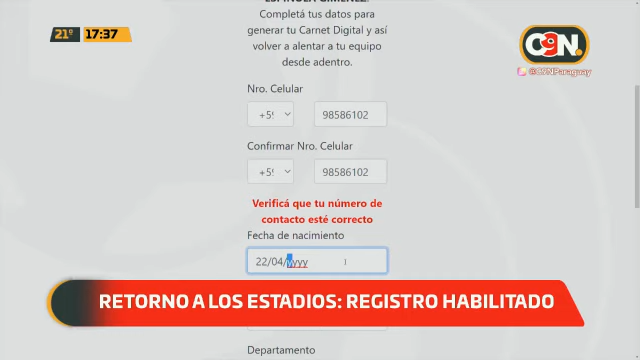 21° 17:37
C9N.
@C9NParaguay
Completá tus datos para
generar tu Carnet Digital y así
volver a alentar a tu equipo
desde adentro.
Nro. Celular
98586102
Confirmar Nro. Celular
98586102
Verificá que tu número de
contacto esté correcto
Fecha de nacimiento
22/04/yyyy
RETORNO A LOS ESTADIOS: REGISTRO HABILITADO
Departamento